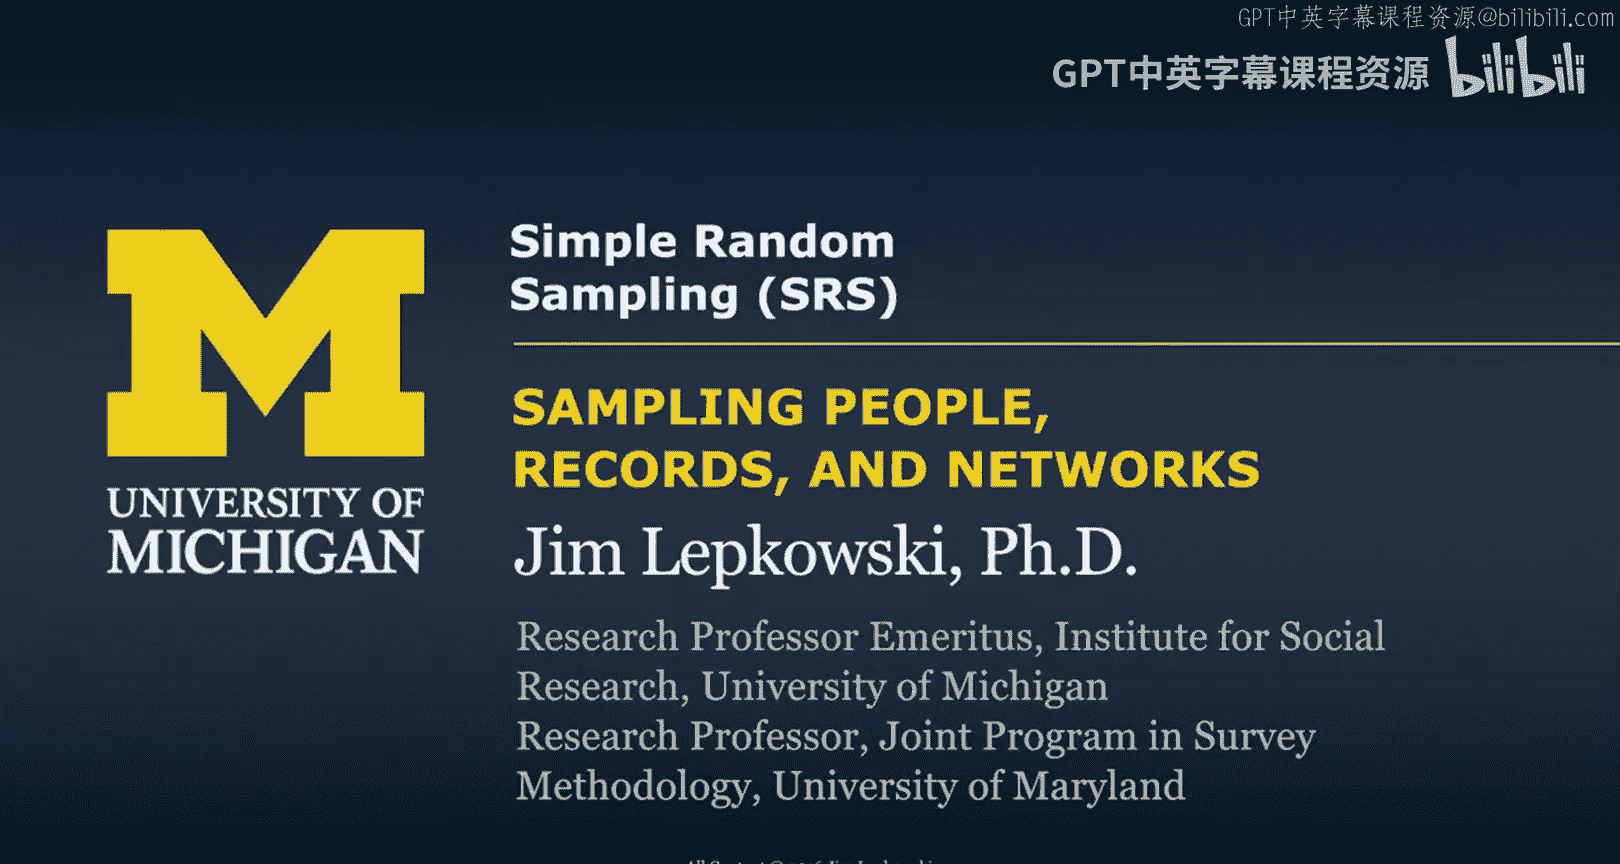 GPT中英字幕课程资源@bilibili.com
GPT中英字幕课程资源 bilibili
Simple Random
Sampling (SRS)
SAMPLING PEOPLE,
RECORDS, AND NETWORKS
Jim Lepkowski, Ph.D.
Research Professor Emeritus, Institute for Social
Research, University of Michigan
Research Professor, Joint Program in Survey
Methodology, University of Maryland
M
UNIVERSITY OF
MICHIGAN